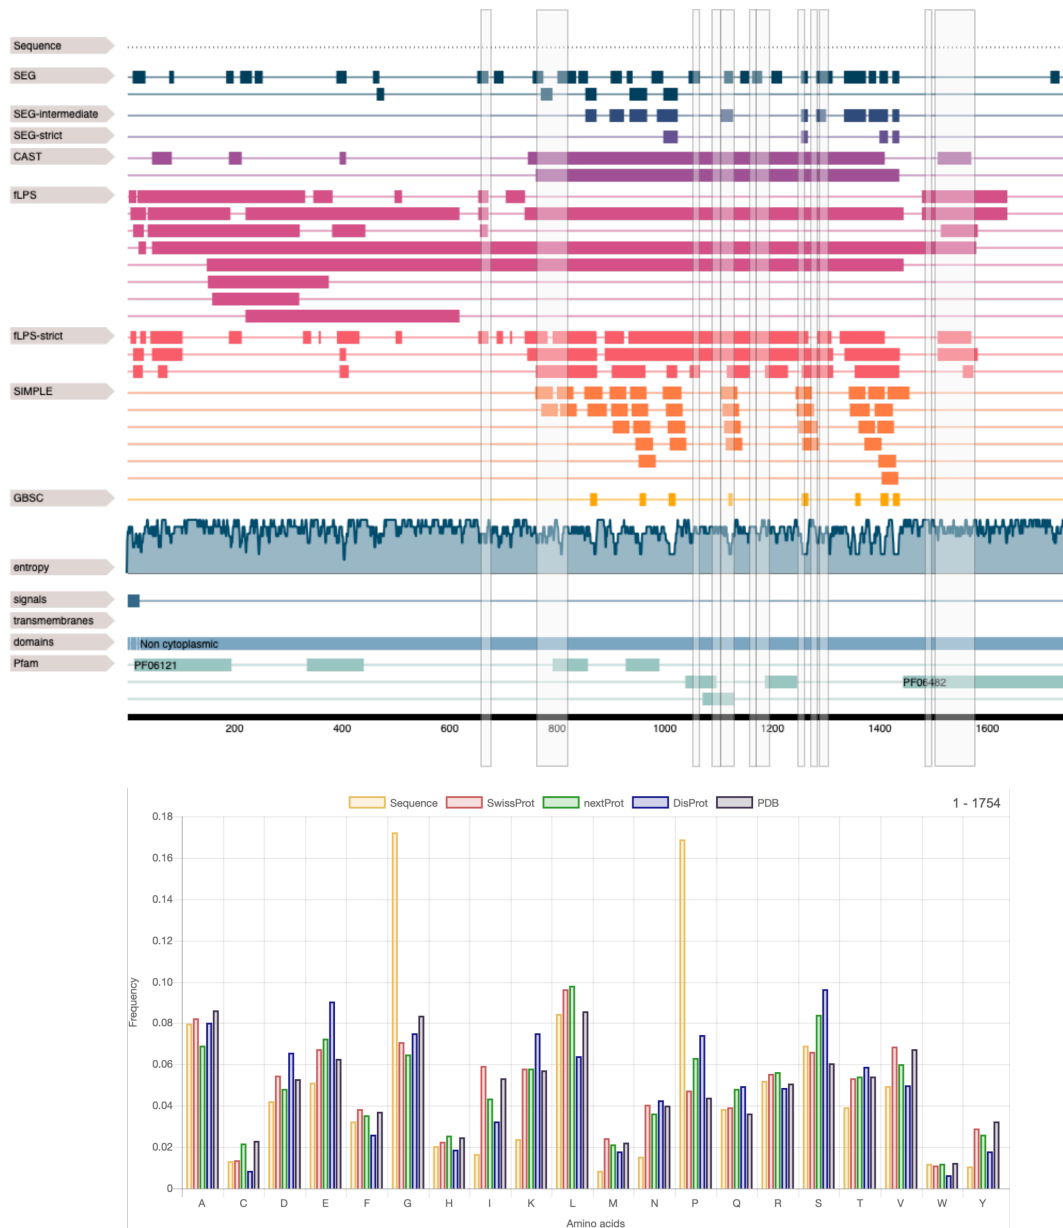 Sequence
SEG
SEG-intermediate
SEG-strict
CAST
fLPS
fLPS-strict
SIMPLE
GBSC
entropy
signals
transmembranes
domains
Non cytoplasmic
Pfam
PF06121
PF06482
200 400 600 800 1000 1200 1400 1600
Sequence SwissProt nextProt DisProt PDB 1 - 1754
0.18
0.16
0.14
0.12
0.10
0.08
0.06
0.04
0.02
0
Frequency
A C D E F G H I K L M N P Q R S T V W Y
Amino acids